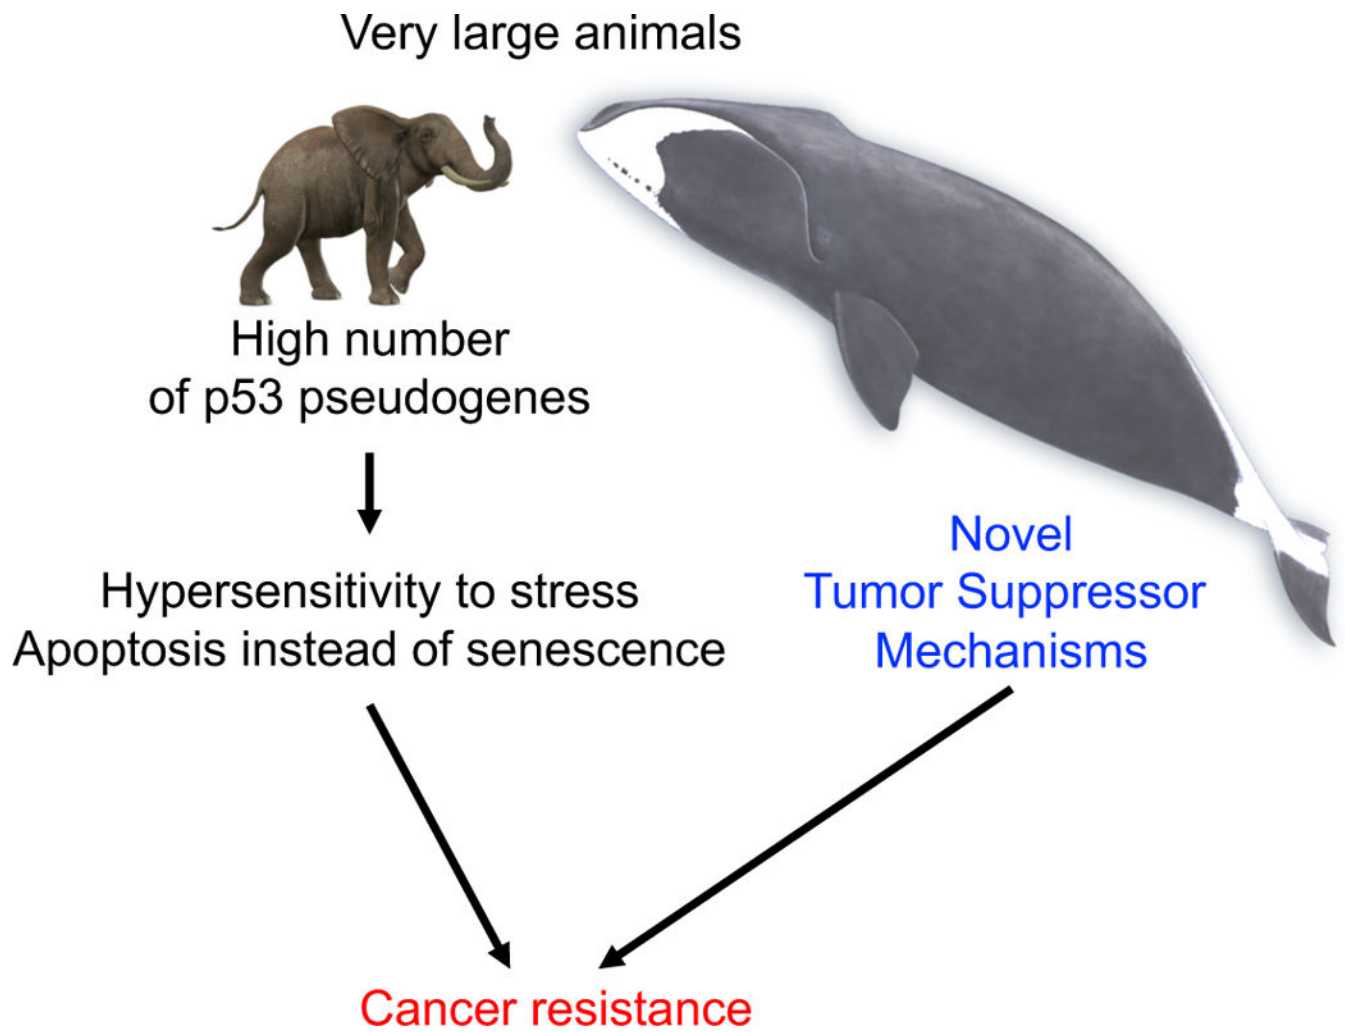 Very large animals
High number
of p53 pseudogenes
Hypersensitivity to stress
Apoptosis instead of senescence
Novel
Tumor Suppressor
Mechanisms
Cancer resistance